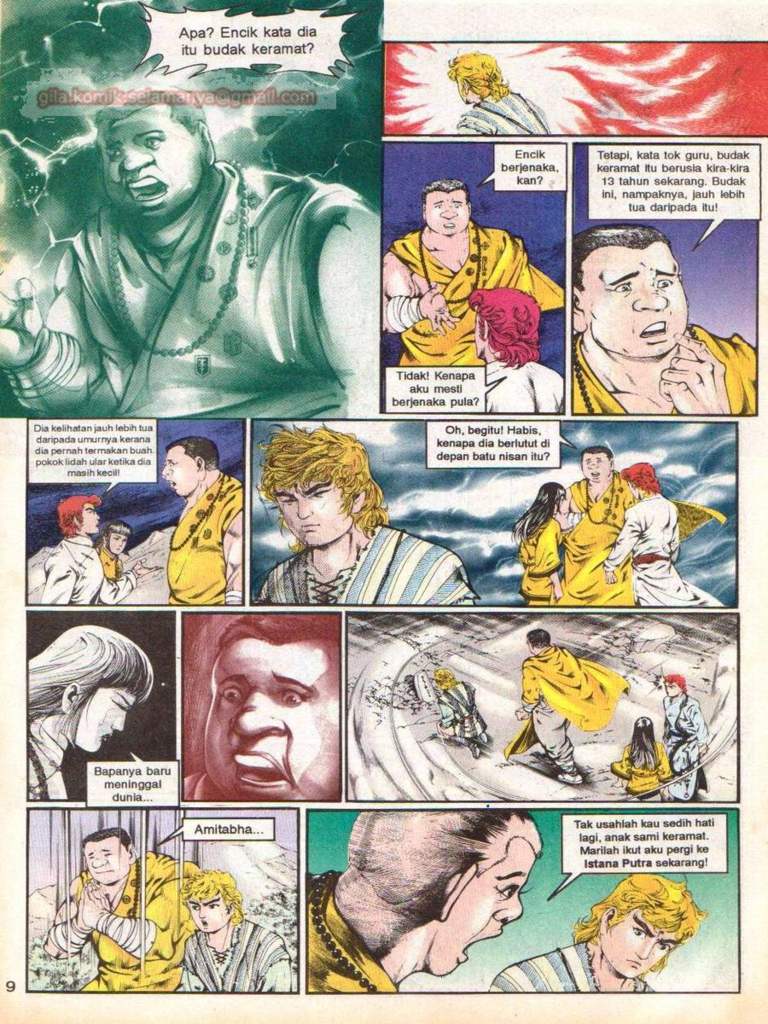 Apa? Encik kata dia
itu budak keramat?
gila.komik.selamanya@gmail.com
Encik
berjenaka,
kan?
Tidak! Kenapa
aku mesti
berjenaka pula?
Tetapi, kata tok guru, budak
keramat itu berusia kira-kira
13 tahun sekarang. Budak
ini, nampaknya, jauh lebih
tua daripada itu!
Dia kelihatan jauh lebih tua
daripada umurnya kerana
dia pernah termakan buah
pokok lidah ular ketika dia
masih kecil!
Oh, begitu! Habis,
kenapa dia berlutut di
depan batu nisan itu?
Bapanya baru
meninggal
dunia...
Amitabha...
Tak usahlah kau sedih hati
lagi, anak sami keramat.
Marilah ikut aku pergi ke
Istana Putra sekarang!
9